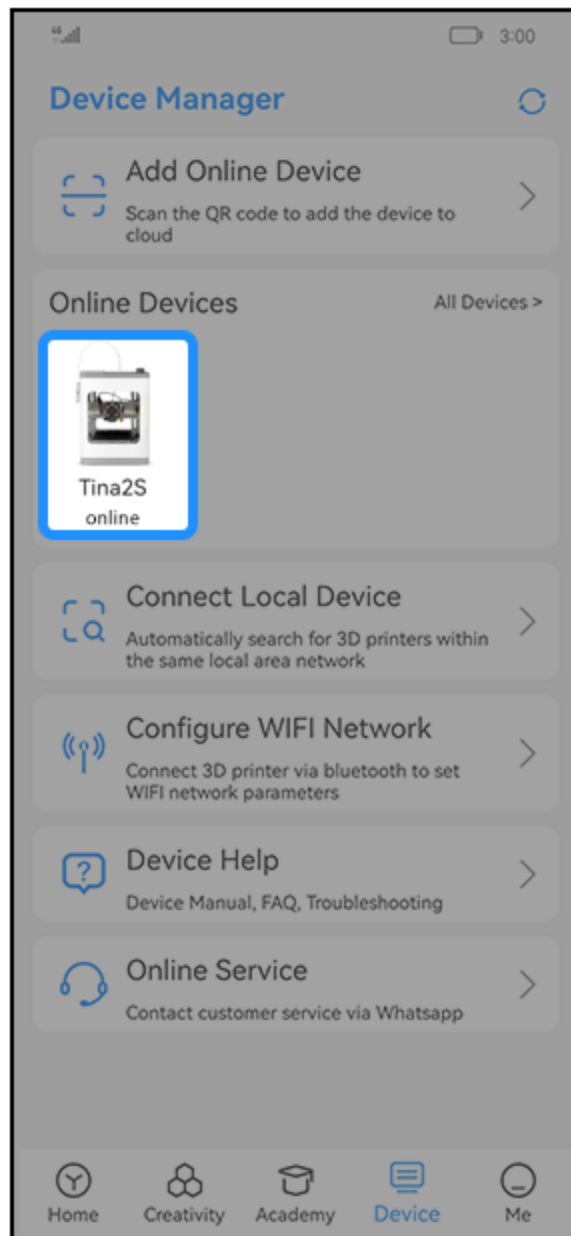 3:00
Device Manager
Add Online Device
Scan the QR code to add the device to
cloud
Online Devices
All Devices >
Tina2S
online
Connect Local Device
Automatically search for 3D printers within
the same local area network
Configure WIFI Network
Connect 3D printer via bluetooth to set
WIFI network parameters
Device Help
Device Manual, FAQ, Troubleshooting
Online Service
Contact customer service via Whatsapp
Home
Creativity
Academy
Device
Me